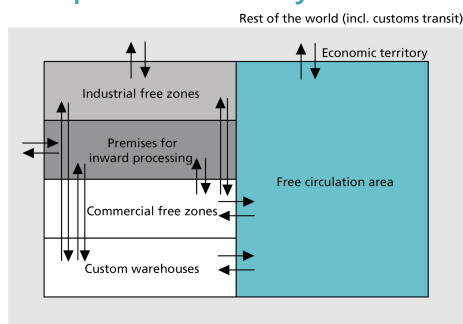 Rest of the world (incl. customs transit)
Economic territory
Industrial free zones
Premises for
inward processing
Free circulation area
Commercial free zones
Custom warehouses